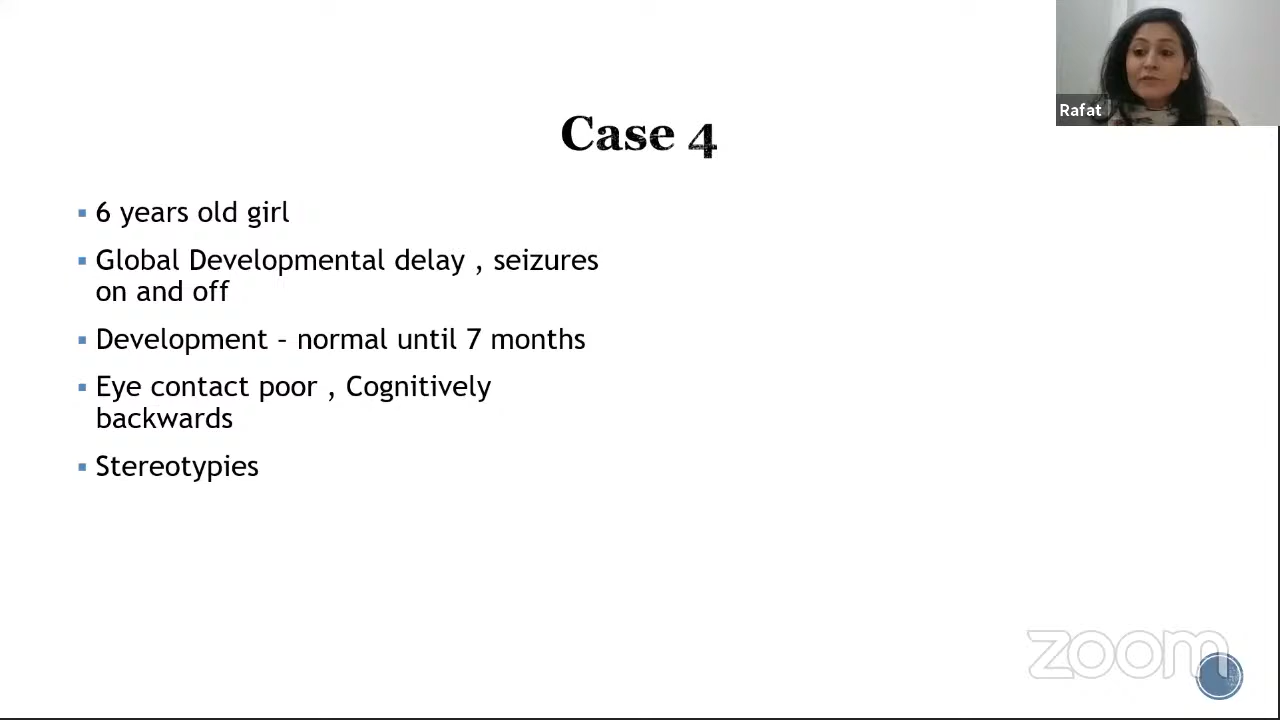 Rafat
Case 4
6 years old girl
Global Developmental delay , seizures
on and off
Development – normal until 7 months
Eye contact poor , Cognitively
backwards
Stereotypies
zoom